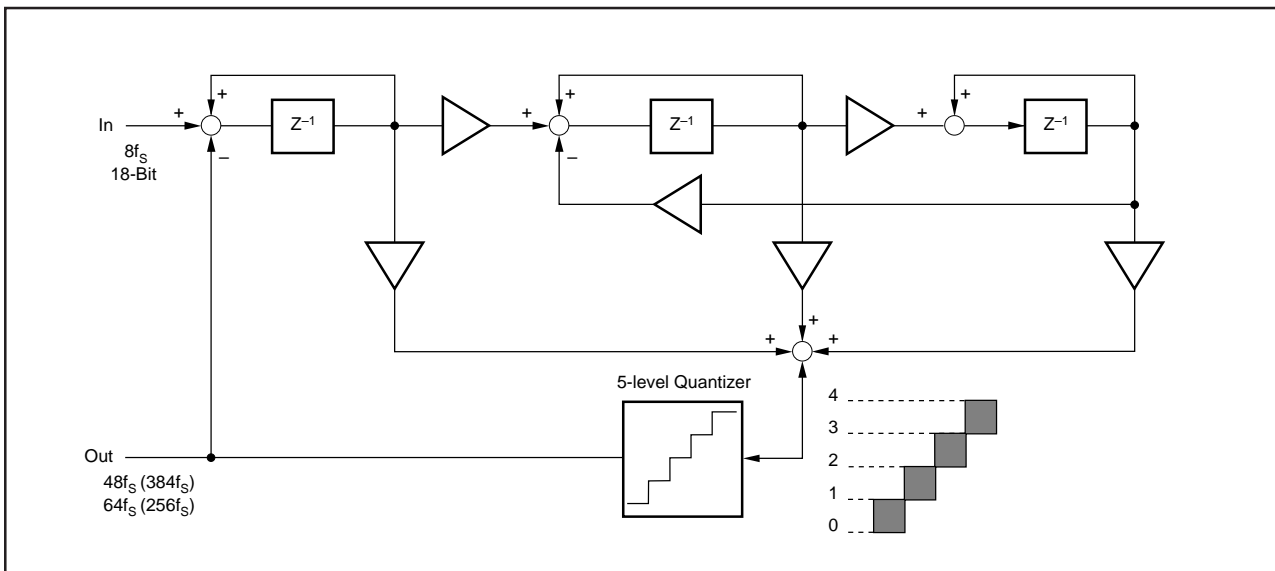 + + +
In + Z⁻¹ + Z⁻¹ + Z⁻¹
8fS – –
18-Bit
+
+ +
5-level Quantizer
4
3
Out 2
48fS (384fS) 1
64fS (256fS) 0